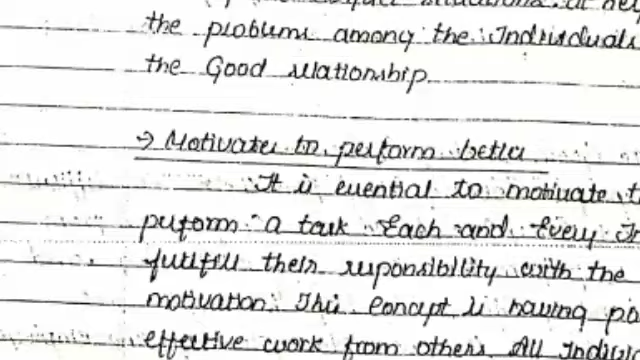 the problems among the Individuals
the Good relationship
→ Motivates to perform better
It is essential to motivate
perform a task Each and Every
fulfill their responsibility with the
motivation. This Concept is having
effective work from others. All